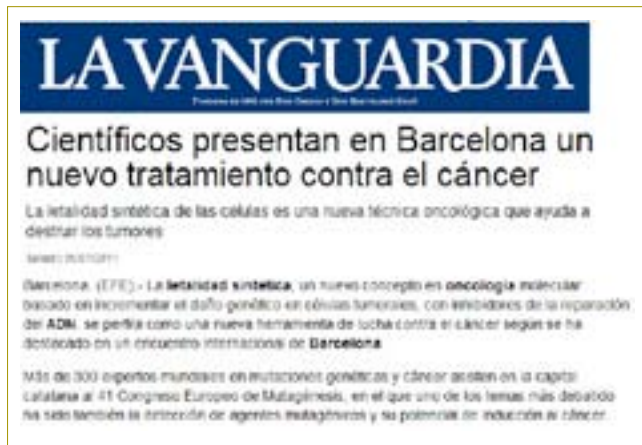 LA VANGUARDIA
Científicos presentan en Barcelona un
nuevo tratamiento contra el cáncer
La letalidad sintética de las células es una nueva técnica oncológica que ayuda a
destruir los tumores
Barcelona. (EFE).- La letalidad sintética, un nuevo concepto en oncología molecular
basado en incrementar el daño genético en células tumorales, con inhibidores de la reparación
del ADN, se perfila como una nueva herramienta de lucha contra el cáncer según se ha
destacado en un encuentro internacional de Barcelona
Más de 300 expertos mundiales en mutaciones genéticas y cáncer asisten en la capital
catalana al 41 Congreso Europeo de Mutagénesis, en el que uno de los temas más debatido
ha sido también la detección de agentes mutagénicos y su potencial de inducción al cáncer.